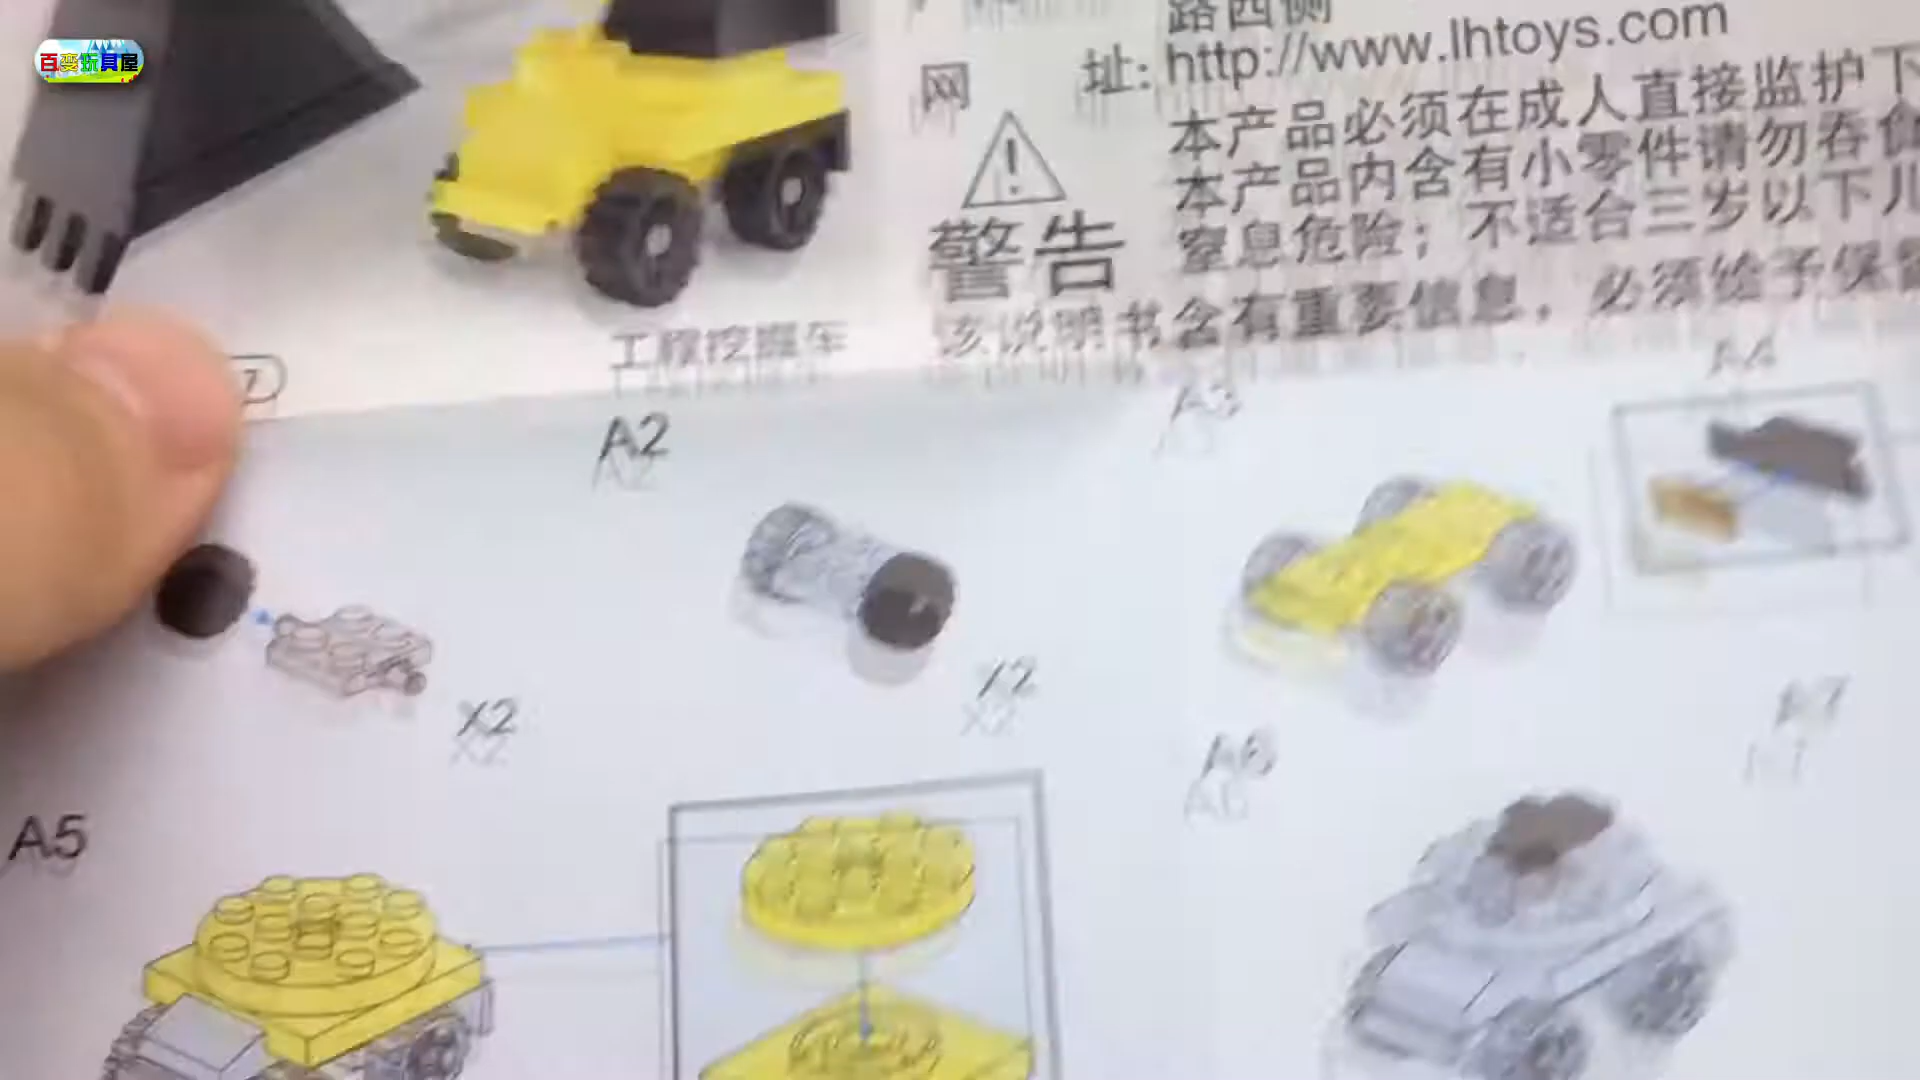 百变玩具屋
路西侧
网 址: http://www.lhtoys.com
本产品必须在成人直接监护下
本产品内含有小零件请勿吞食
警告
窒息危险；不适合三岁以下儿
该说明书含有重要信息，必须给予保留
工程挖掘车
7
A2
A3
A4
X2
X2
A5
A6
A7